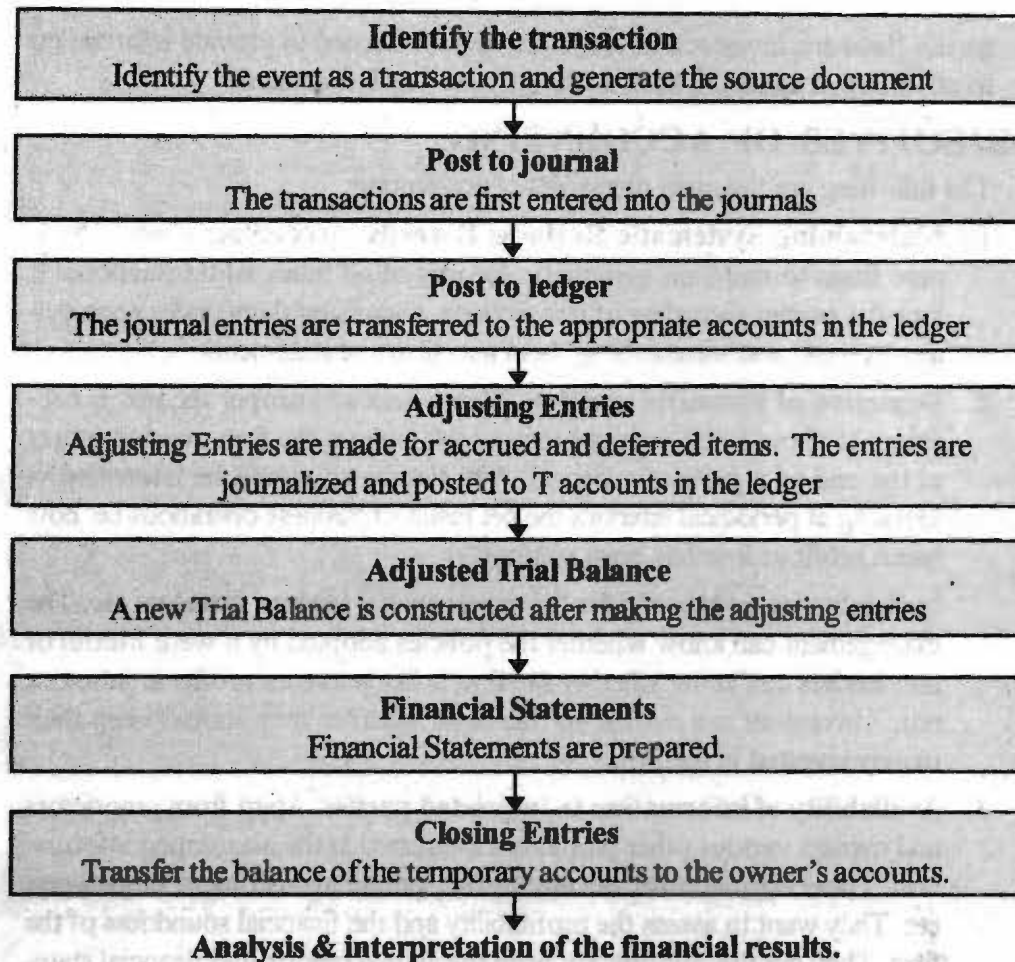 Identify the transaction
Identify the event as a transaction and generate the source document
Post to journal
The transactions are first entered into the journals
Post to ledger
The journal entries are transferred to the appropriate accounts in the ledger
Adjusting Entries
Adjusting Entries are made for accrued and deferred items. The entries are
journalized and posted to T accounts in the ledger
Adjusted Trial Balance
A new Trial Balance is constructed after making the adjusting entries
Financial Statements
Financial Statements are prepared.
Closing Entries
Transfer the balance of the temporary accounts to the owner's accounts.
Analysis & interpretation of the financial results.